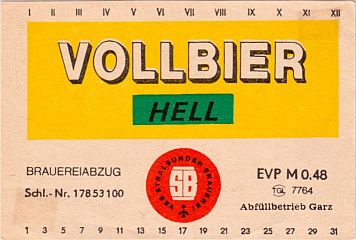 I II III IV V VI VII VIII IX X XI XII
VOLLBIER
HELL
BRAUEREIABZUG
Schl.-Nr. 17853100
VEB STRALSUNDER BRAUEREI
SB
EVP M 0.48
TGL 7764
Abfüllbetrieb Garz
1 3 5 7 9 11 13 15 17 19 21 23 25 27 29 31